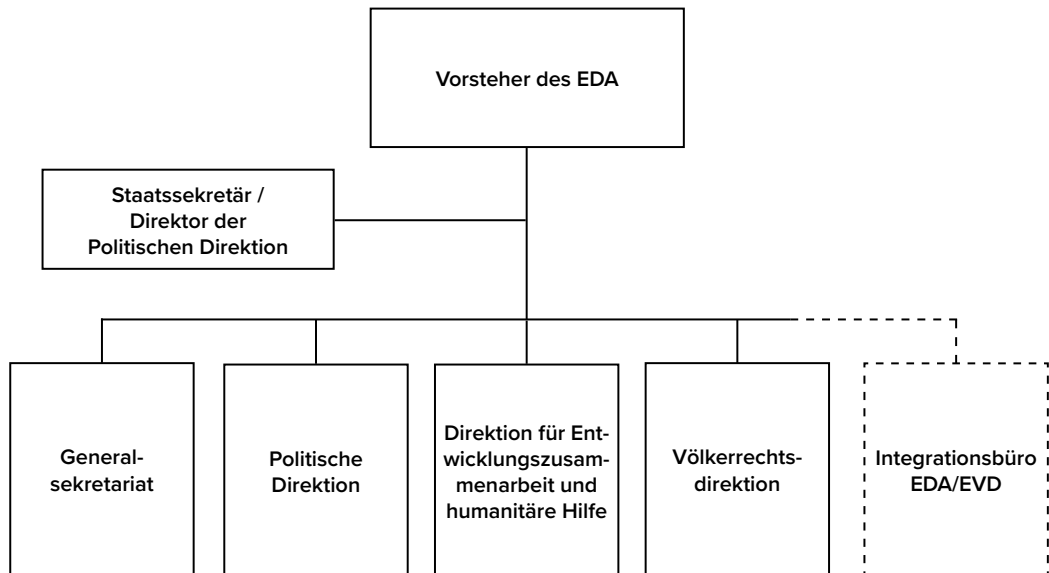 Vorsteher des EDA
Staatssekretär /
Direktor der
Politischen Direktion
General-
sekretariat
Politische
Direktion
Direktion für Ent-
wicklungszusam-
menarbeit und
humanitäre Hilfe
Völkerrechts-
direktion
Integrationsbüro
EDA/EVD